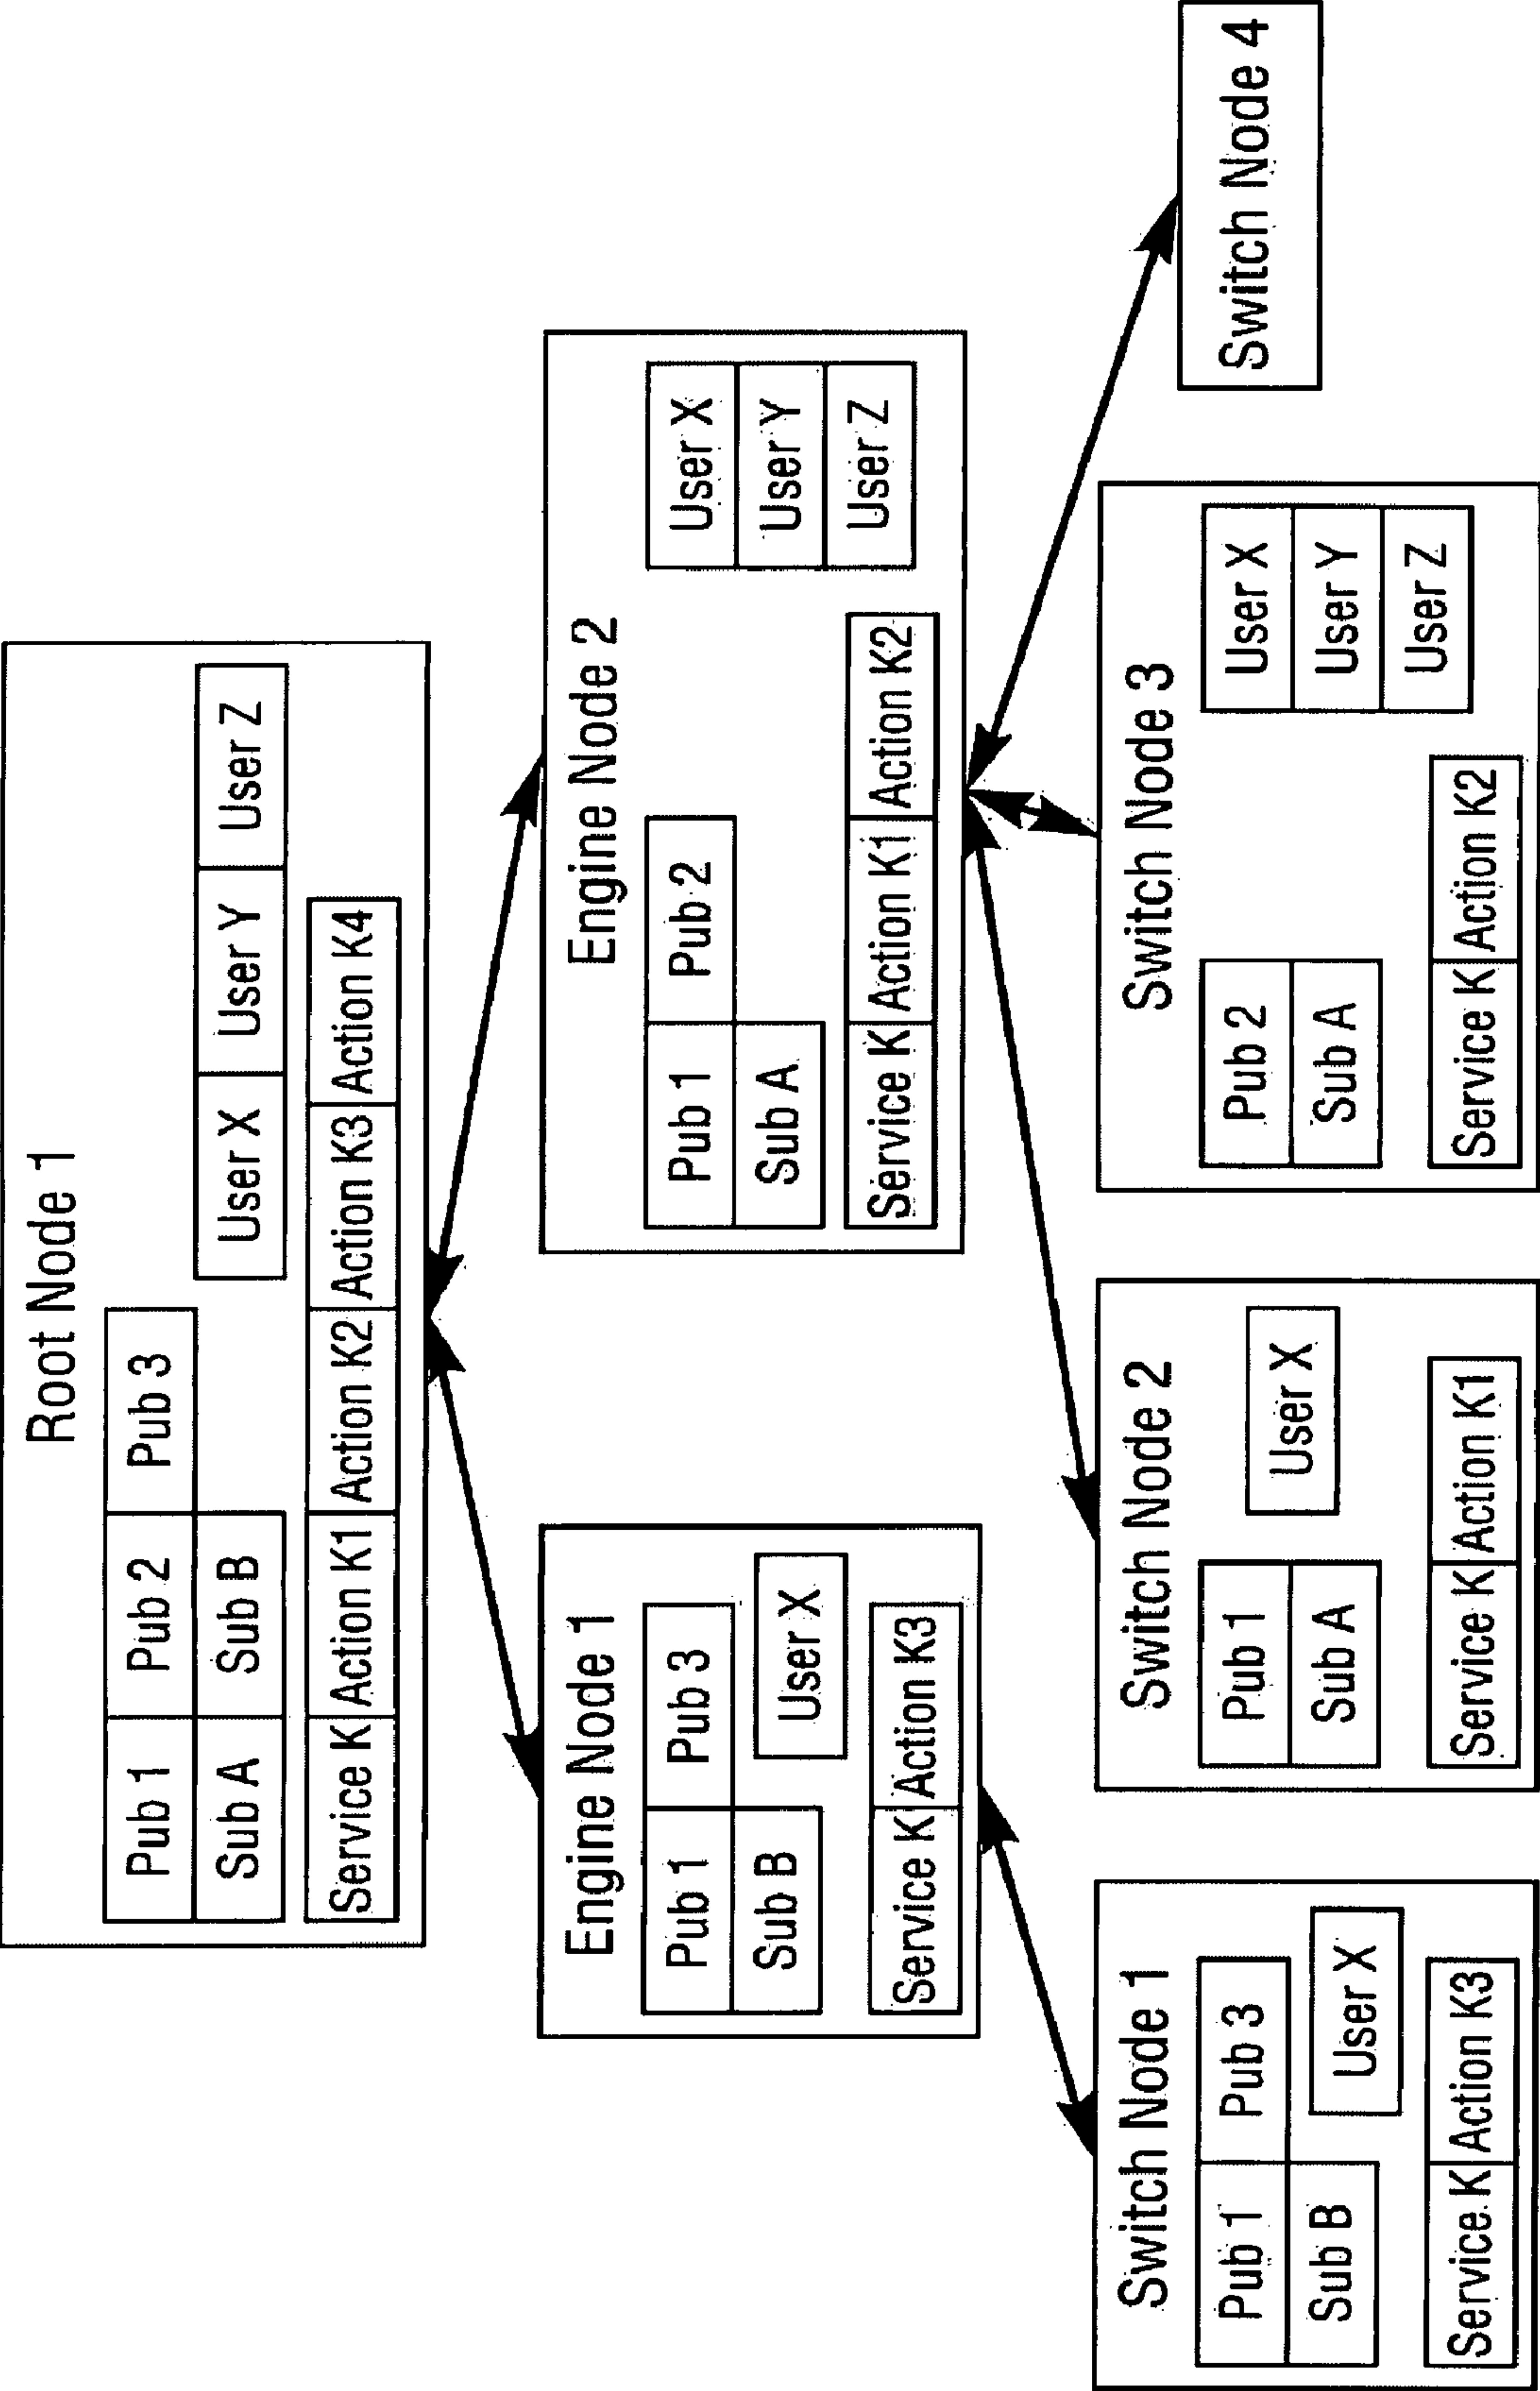 Root Node 1
Pub 1 Pub 2 Pub 3
Sub A Sub B User X User Y User Z
Service K Action K1 Action K2 Action K3 Action K4
Engine Node 1
Pub 1 Pub 3
Sub B User X
Service K Action K3
Engine Node 2
Pub 1 Pub 2 User X
Sub A User Y
Service K Action K1 Action K2 User Z
Switch Node 1
Pub 1 Pub 3
Sub B User X
Service K Action K3
Switch Node 2
Pub 1 User X
Sub A
Service K Action K1
Switch Node 3
Pub 2 User X
Sub A User Y
User Z
Service K Action K2
Switch Node 4